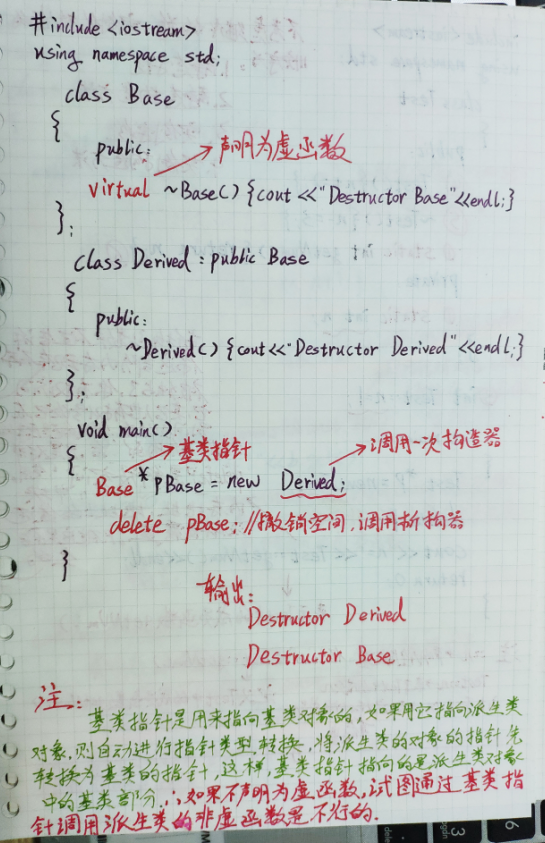 #include <iostream>
using namespace std;
class Base
{
public:
声明为虚函数
virtual ~Base() {cout <<"Destructor Base"<<endl;}
};
class Derived : public Base
{
public:
~Derived() {cout<<"Destructor Derived"<<endl;}
};
void main()
{
基类指针 调用一次构造器
Base * pBase = new Derived;
delete pBase; //撤销空间,调用析构器
}
输出:
Destructor Derived
Destructor Base
注:
基类指针是用来指向基类对象的,如果用它指向派生类
对象,则自动进行指针类型转换,将派生类的对象的指针先
转换为基类的指针,这样,基类指针指向的是派生类对象
中的基类部分.∴如果不声明为虚函数,试图通过基类指
针调用派生类的非虚函数是不行的.
6
3